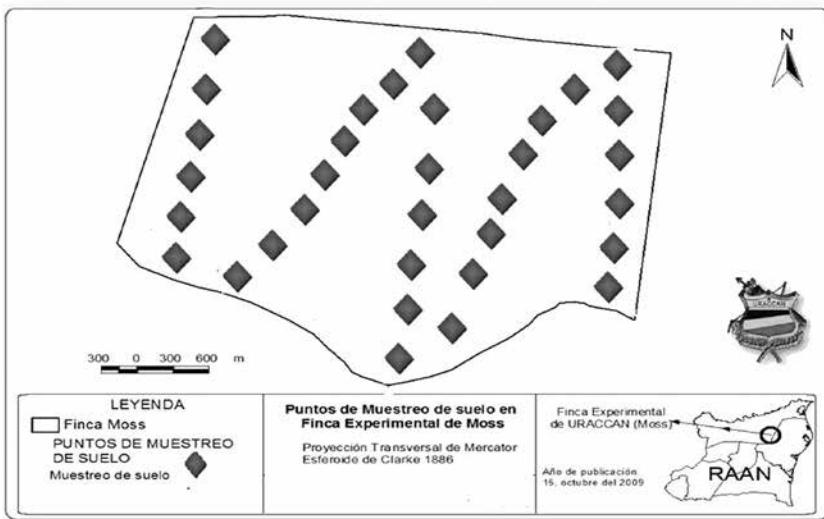 N
URACCAN
300 0 300 600 m
LEYENDA
Finca Moss
PUNTOS DE MUESTREO
DE SUELO
Muestreo de suelo
Puntos de Muestreo de suelo en
Finca Experimental de Moss
Proyección Transversal de Mercator
Esferoide de Clarke 1886
Finca Experimental
de URACCAN (Moss)
Año de publicación
15, octubre del 2009
RAAN